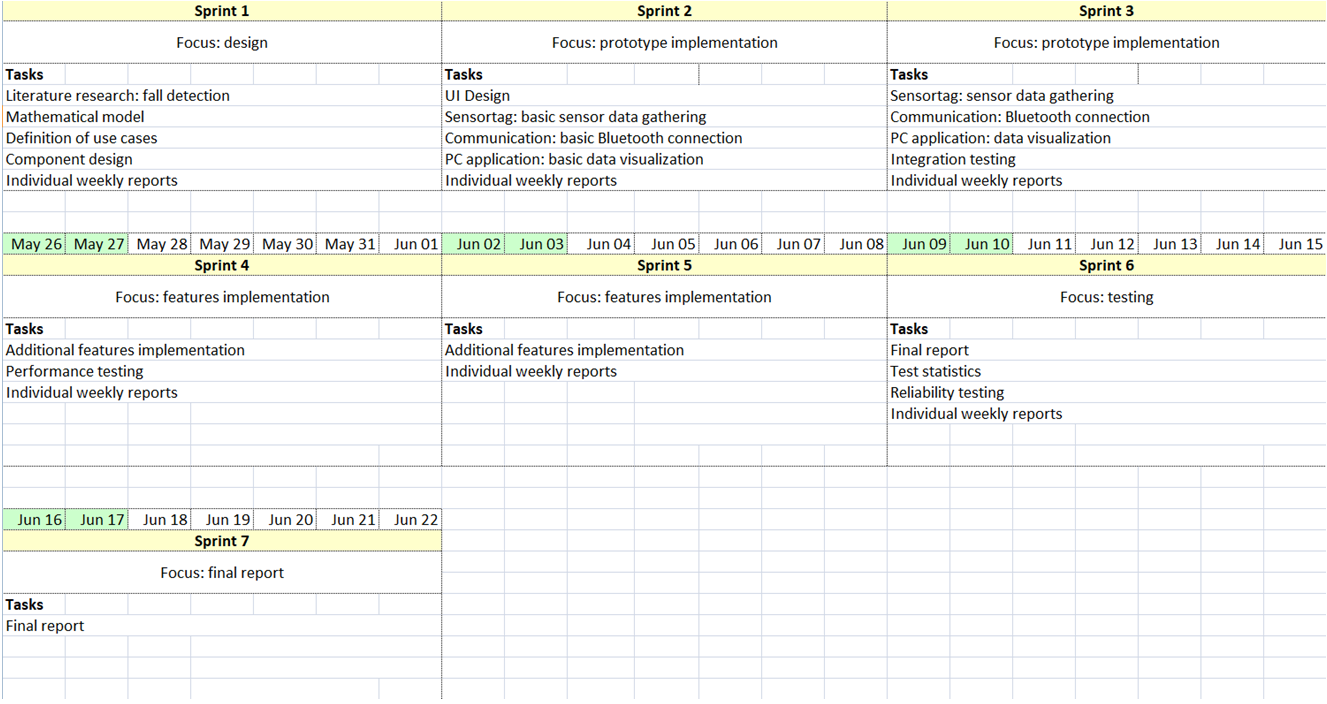 Sprint 1 Sprint 2 Sprint 3
Focus: design Focus: prototype implementation Focus: prototype implementation
Tasks Tasks Tasks
Literature research: fall detection UI Design Sensortag: sensor data gathering
Mathematical model Sensortag: basic sensor data gathering Communication: Bluetooth connection
Definition of use cases Communication: basic Bluetooth connection PC application: data visualization
Component design PC application: basic data visualization Integration testing
Individual weekly reports Individual weekly reports Individual weekly reports
May 26 May 27 May 28 May 29 May 30 May 31 Jun 01 Jun 02 Jun 03 Jun 04 Jun 05 Jun 06 Jun 07 Jun 08 Jun 09 Jun 10 Jun 11 Jun 12 Jun 13 Jun 14 Jun 15
Sprint 4 Sprint 5 Sprint 6
Focus: features implementation Focus: features implementation Focus: testing
Tasks Tasks Tasks
Additional features implementation Additional features implementation Final report
Performance testing Individual weekly reports Test statistics
Individual weekly reports Reliability testing
Individual weekly reports
Jun 16 Jun 17 Jun 18 Jun 19 Jun 20 Jun 21 Jun 22
Sprint 7
Focus: final report
Tasks
Final report